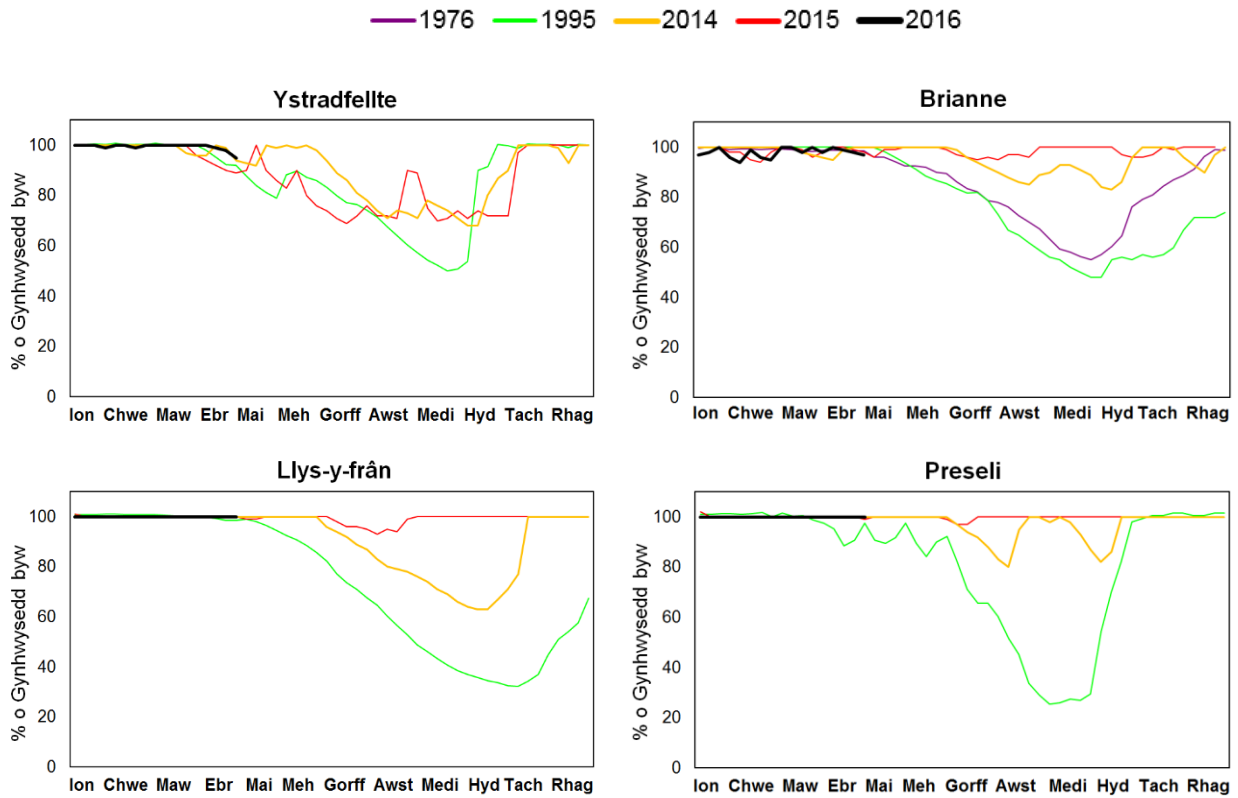 1976 1995 2014 2015 2016
Ystradfellte
% o Gynhwysedd byw
100
80
60
40
20
0
Ion Chwe Maw Ebr Mai Meh Gorff Awst Medi Hyd Tach Rhag
Brianne
% o Gynhwysedd byw
100
80
60
40
20
0
Ion Chwe Maw Ebr Mai Meh Gorff Awst Medi Hyd Tach Rhag
Llys-y-frân
% o Gynhwysedd byw
100
80
60
40
20
0
Ion Chwe Maw Ebr Mai Meh Gorff Awst Medi Hyd Tach Rhag
Preseli
% o Gynhwysedd byw
100
80
60
40
20
0
Ion Chwe Maw Ebr Mai Meh Gorff Awst Medi Hyd Tach Rhag